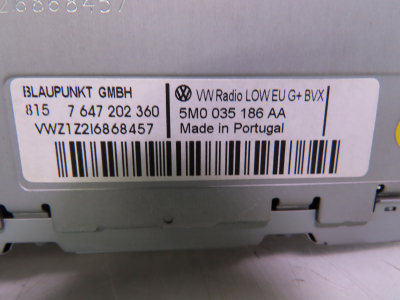 Z6868457
BLAUPUNKT GMBH
815 7 647 202 360
VWZ1Z2I6868457
VW Radio LOW EU G+ BVX
5M0 035 186 AA
Made in Portugal